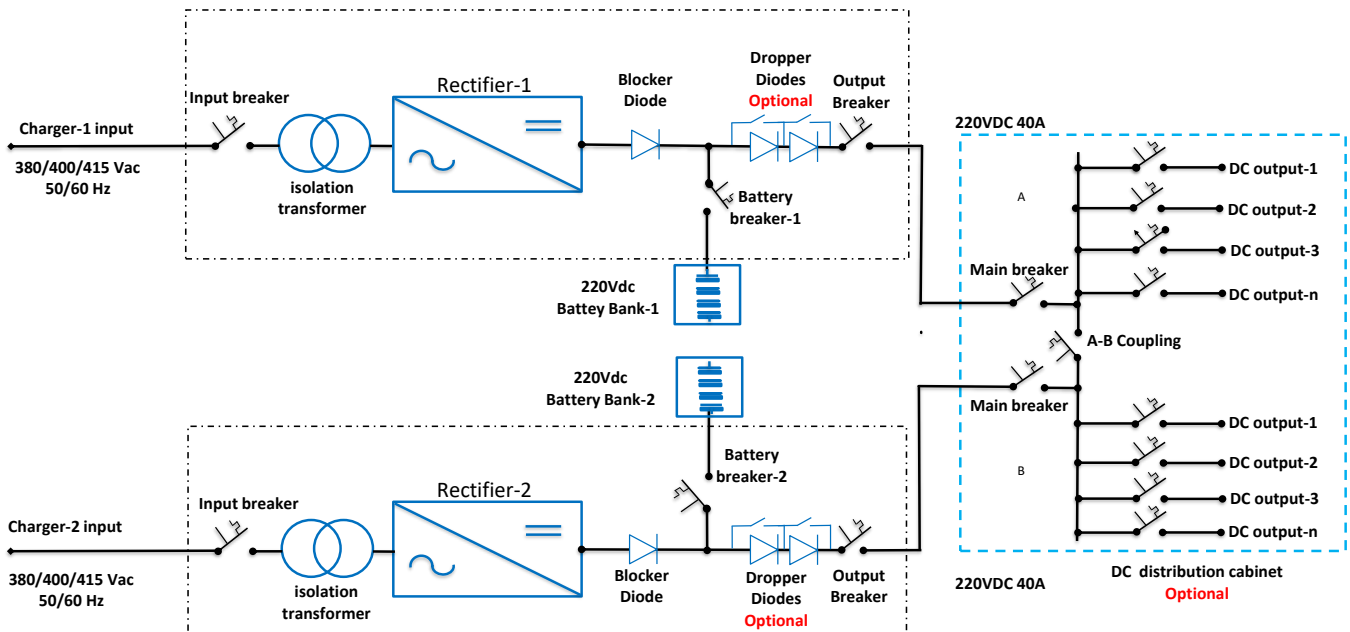 Rectifier-1
Blocker
Diode
Dropper
Diodes
Optional
Output
Breaker
Input breaker
Charger-1 input
380/400/415 Vac
50/60 Hz
isolation
transformer
Battery
breaker-1
220Vdc
Battey Bank-1
220VDC 40A
A
DC output-1
DC output-2
DC output-3
DC output-n
Main breaker
A-B Coupling
Main breaker
B
DC output-1
DC output-2
DC output-3
DC output-n
220VDC 40A
DC distribution cabinet
Optional
220Vdc
Battery Bank-2
Battery
breaker-2
Rectifier-2
Input breaker
Charger-2 input
380/400/415 Vac
50/60 Hz
isolation
transformer
Blocker
Diode
Dropper
Diodes
Optional
Output
Breaker